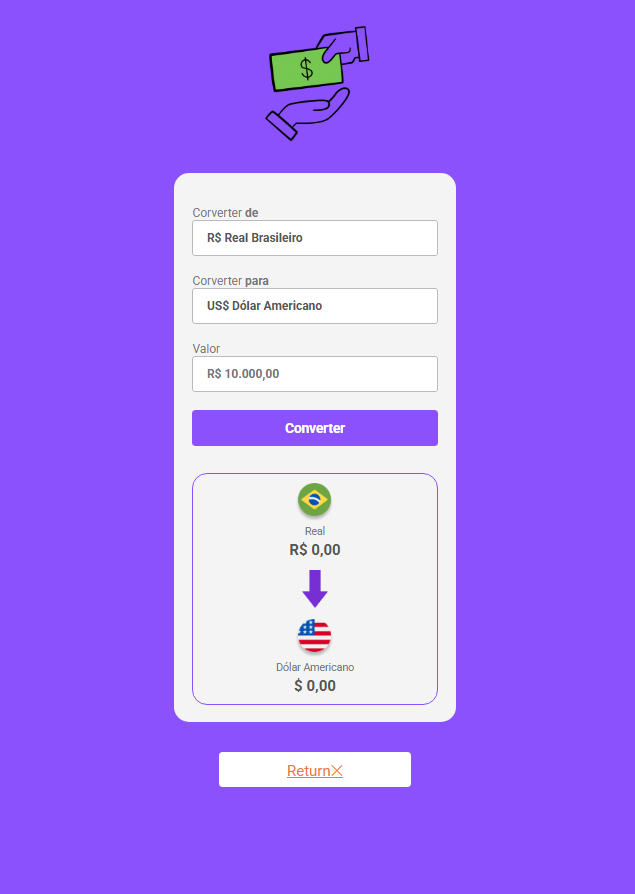 $
Converter de
R$ Real Brasileiro
Converter para
US$ Dólar Americano
Valor
R$ 10.000,00
Converter
Real
R$ 0,00
Dólar Americano
$ 0,00
Return